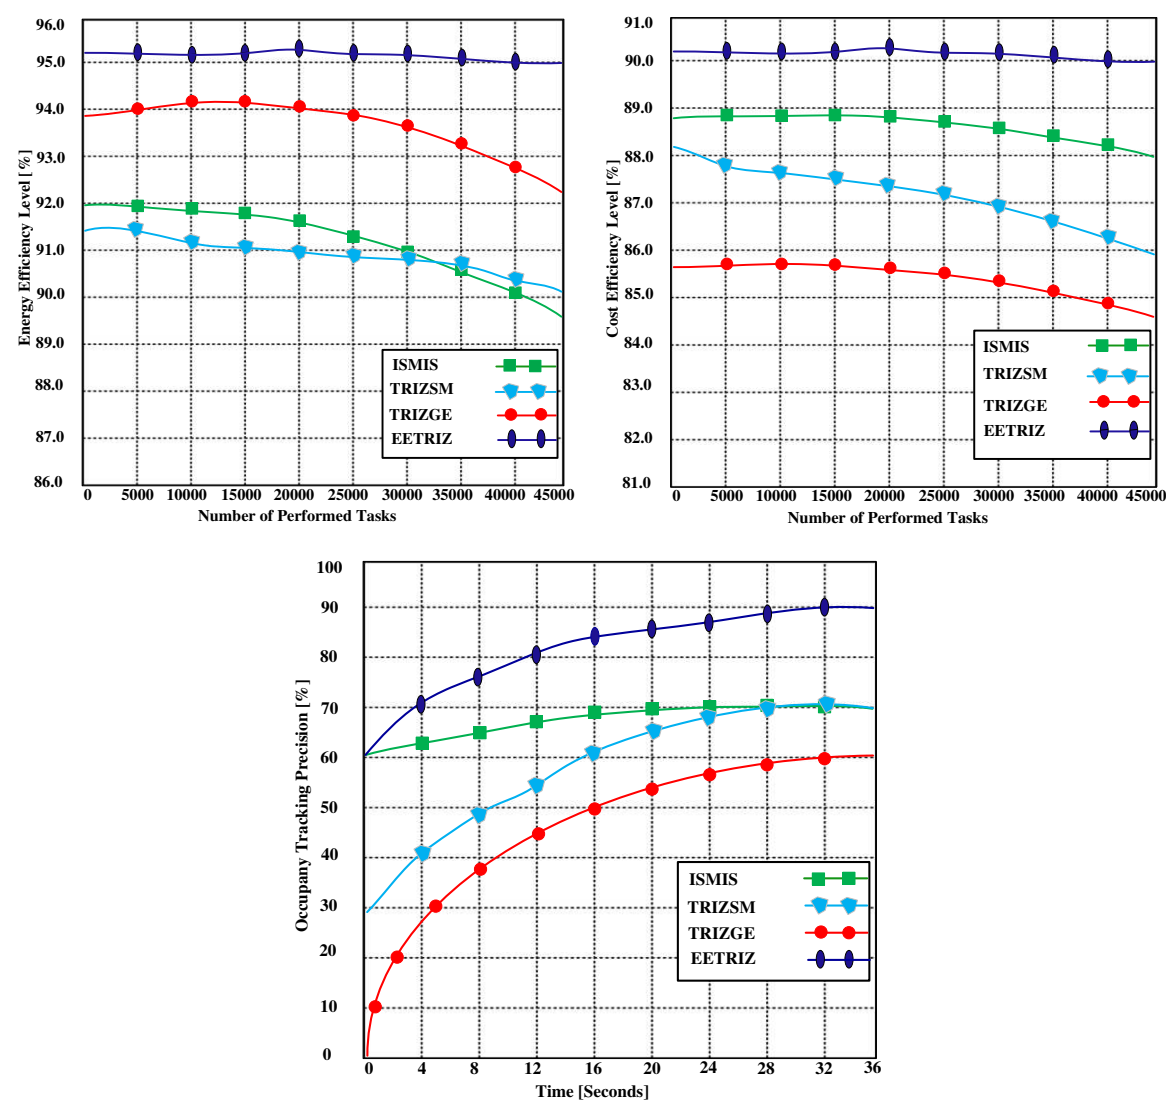 96.0
95.0
94.0
93.0
92.0
91.0
90.0
89.0
88.0
87.0
86.0
Energy Efficiency Level [%]
ISMIS
TRIZSM
TRIZGE
EETRIZ
0 5000 10000 15000 20000 25000 30000 35000 40000 45000
Number of Performed Tasks
91.0
90.0
89.0
88.0
87.0
86.0
85.0
84.0
83.0
82.0
81.0
Cost Efficiency Level [%]
ISMIS
TRIZSM
TRIZGE
EETRIZ
0 5000 10000 15000 20000 25000 30000 35000 40000 45000
Number of Performed Tasks
100
90
80
70
60
50
40
30
20
10
0
Occupany Tracking Precision [%]
ISMIS
TRIZSM
TRIZGE
EETRIZ
0 4 8 12 16 20 24 28 32 36
Time [Seconds]